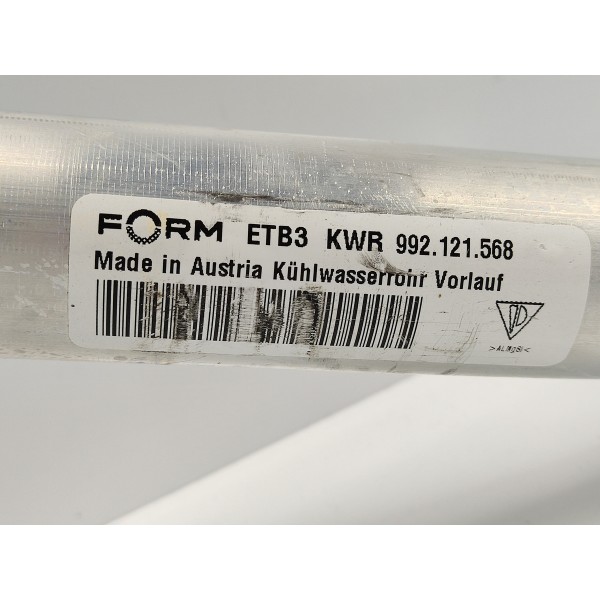 FORM ETB3 KWR 992.121.568
Made in Austria Kühlwasserrohr Vorlauf
>ALMGSI<